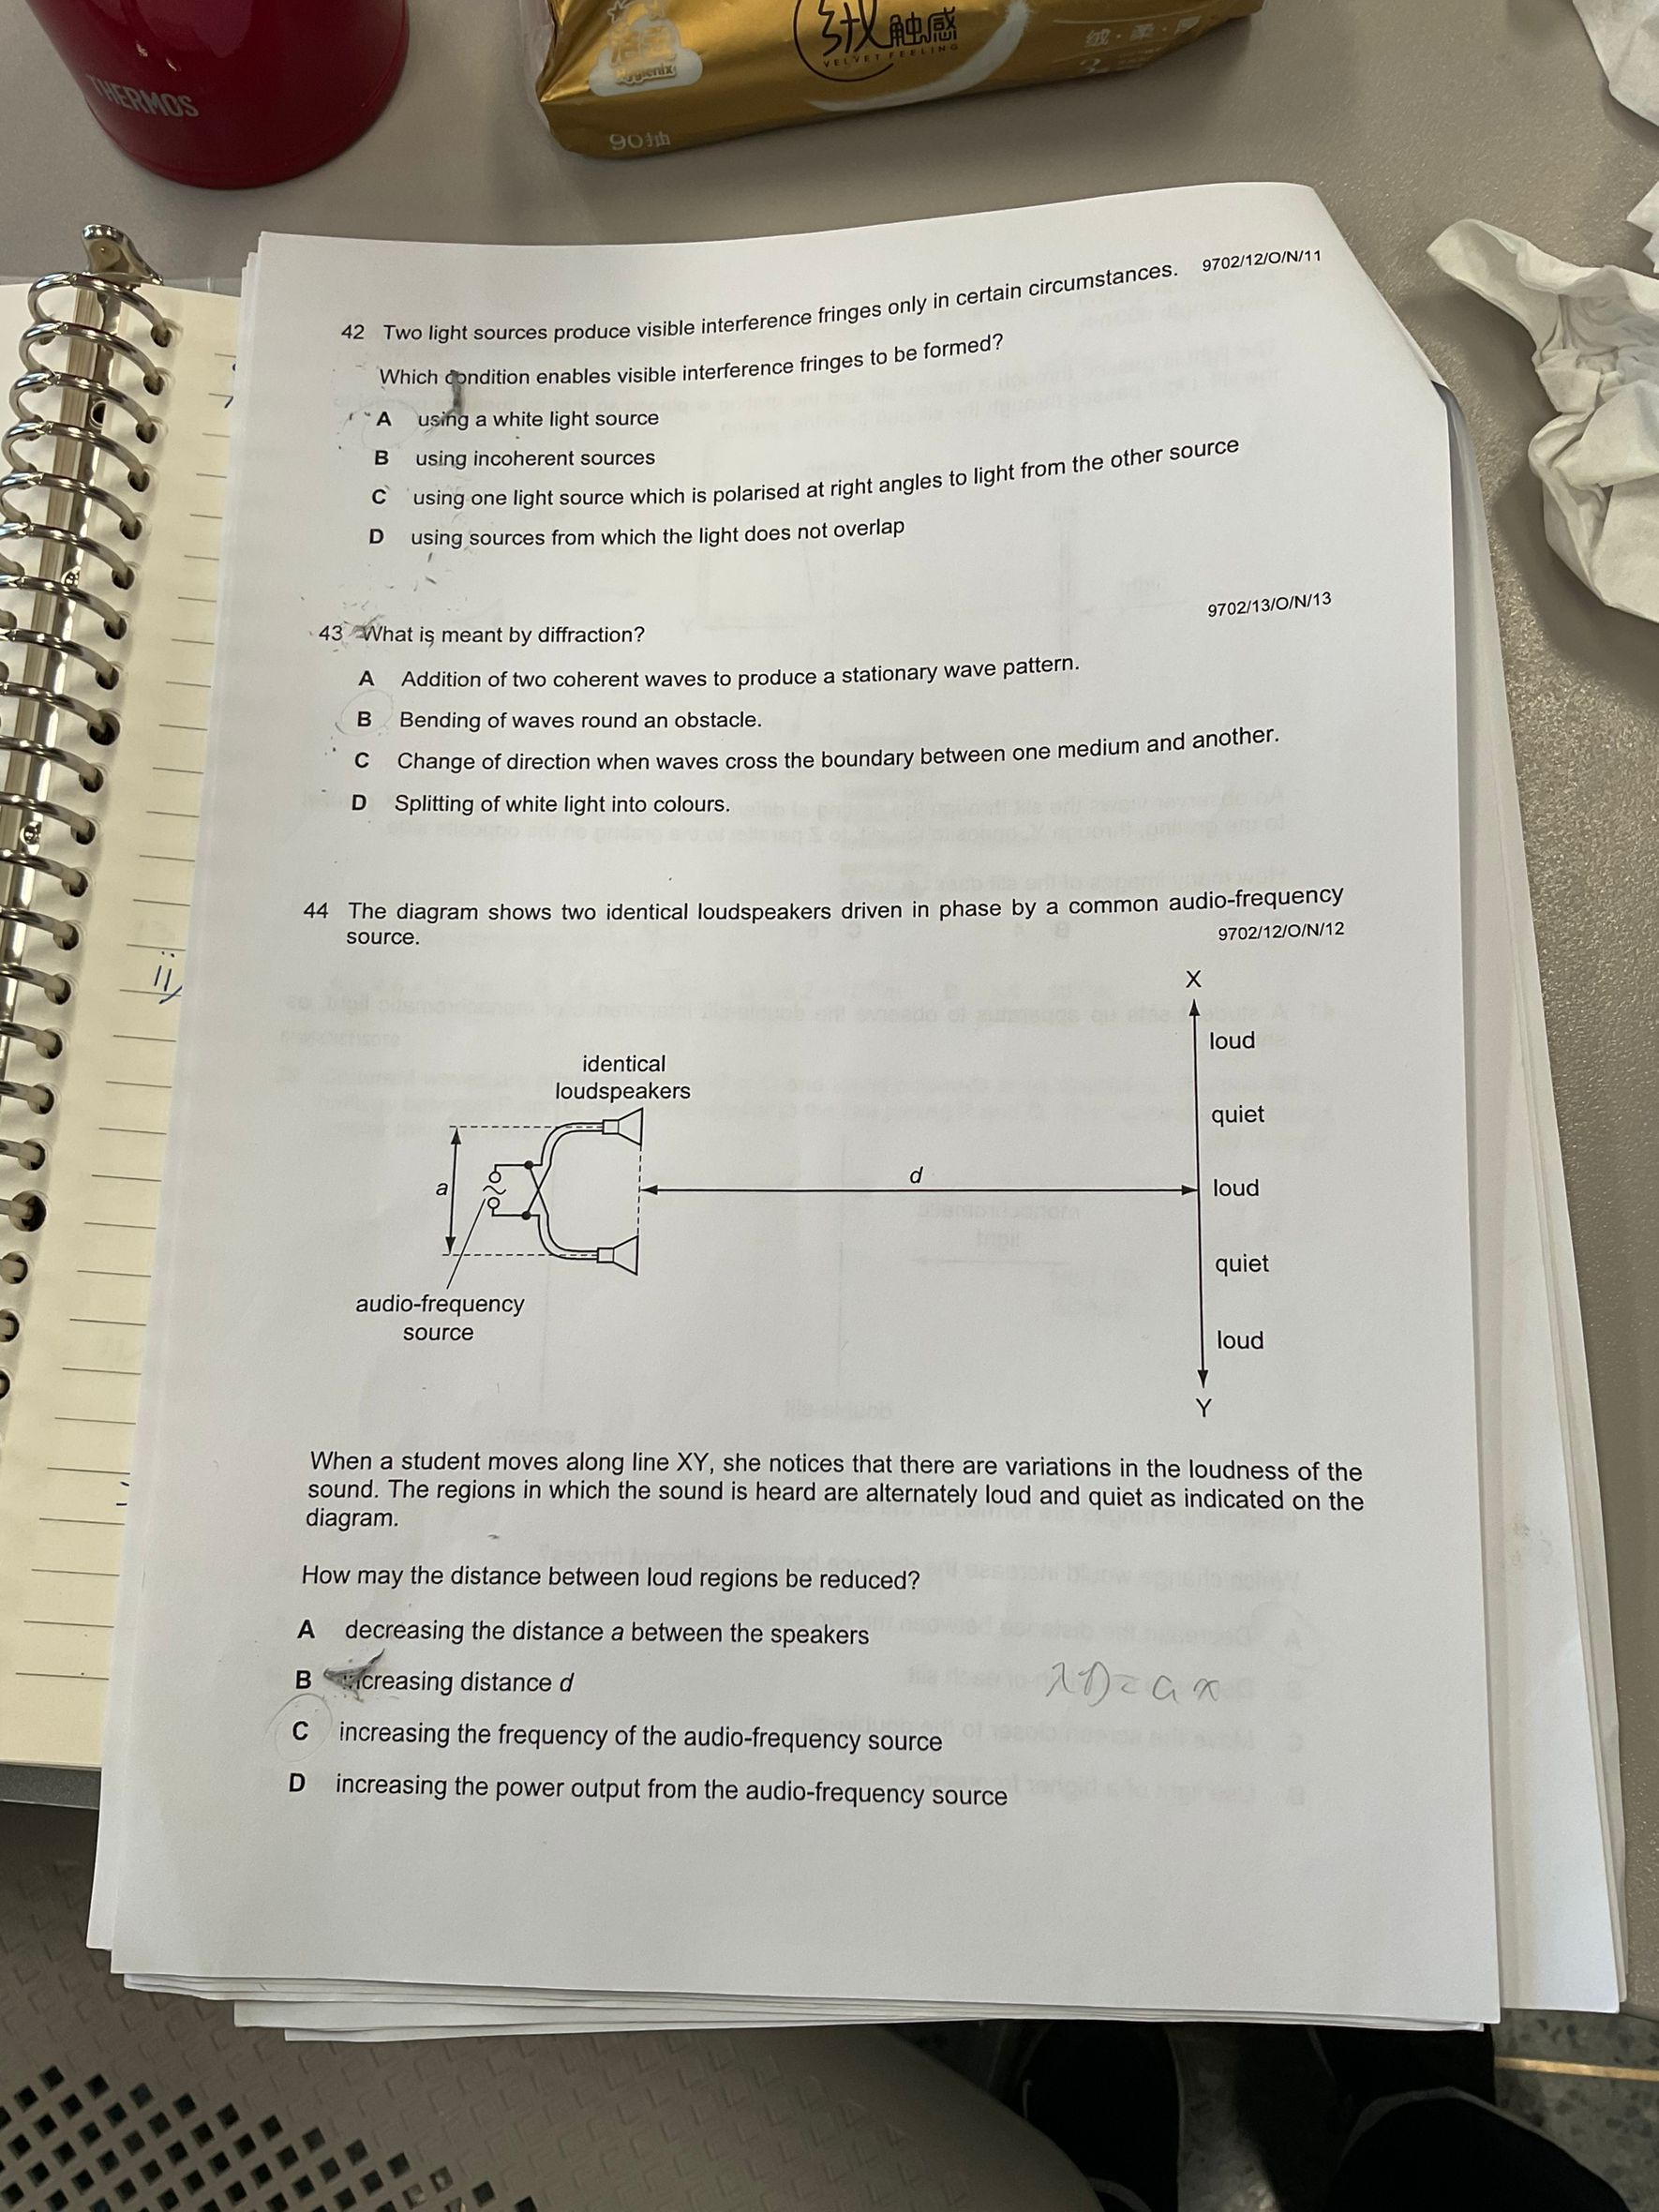 THERMOS
绒触感
VELVET FEELING
Hygienix
绒·柔·厚
90抽
9702/12/O/N/11
42 Two light sources produce visible interference fringes only in certain circumstances.
Which condition enables visible interference fringes to be formed?
A using a white light source
B using incoherent sources
C using one light source which is polarised at right angles to light from the other source
D using sources from which the light does not overlap
9702/13/O/N/13
43 What is meant by diffraction?
A Addition of two coherent waves to produce a stationary wave pattern.
B Bending of waves round an obstacle.
C Change of direction when waves cross the boundary between one medium and another.
D Splitting of white light into colours.
44 The diagram shows two identical loudspeakers driven in phase by a common audio-frequency
source.
9702/12/O/N/12
ii
X
loud
identical
loudspeakers
quiet
a
d
loud
quiet
audio-frequency
source
loud
Y
When a student moves along line XY, she notices that there are variations in the loudness of the
sound. The regions in which the sound is heard are alternately loud and quiet as indicated on the
diagram.
How may the distance between loud regions be reduced?
A decreasing the distance a between the speakers
B creasing distance d
λD = a x
C increasing the frequency of the audio-frequency source
D increasing the power output from the audio-frequency source